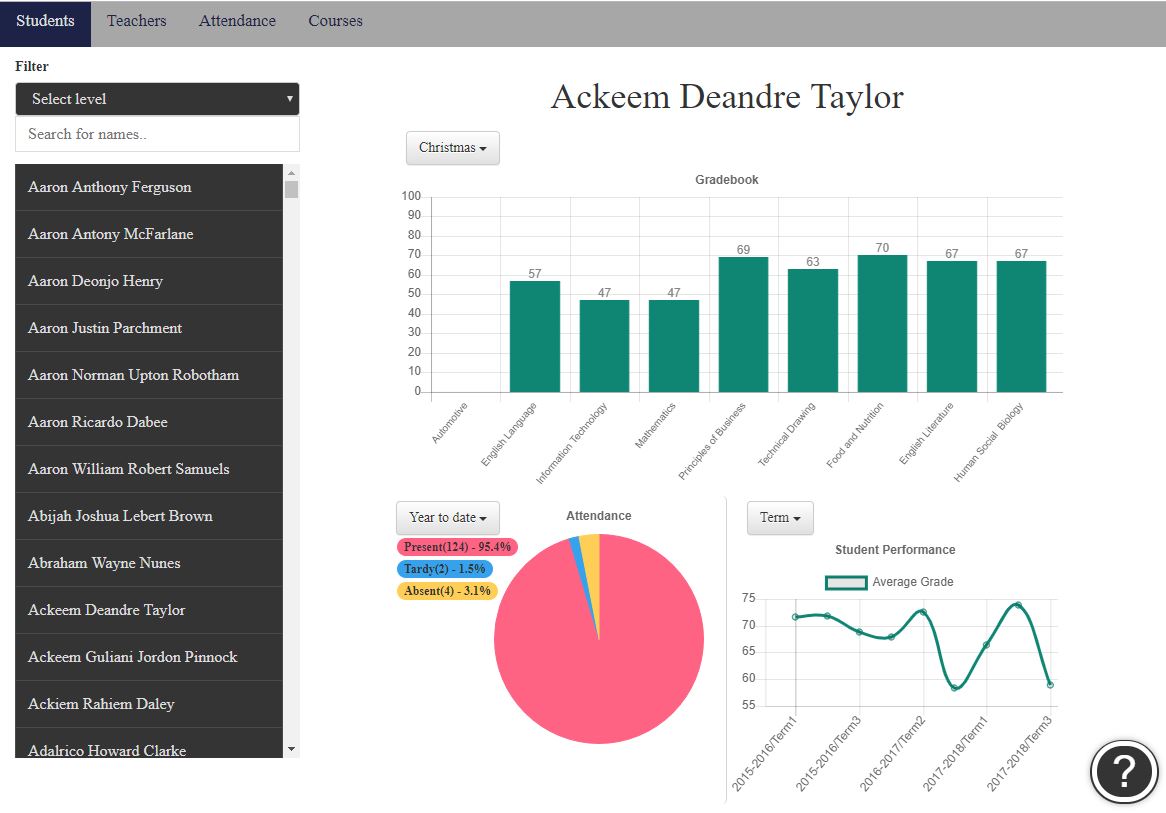 Students Teachers Attendance Courses
Filter
Select level
Search for names..
Aaron Anthony Ferguson
Aaron Antony McFarlane
Aaron Deonjo Henry
Aaron Justin Parchment
Aaron Norman Upton Robotham
Aaron Ricardo Dabee
Aaron William Robert Samuels
Abijah Joshua Lebert Brown
Abraham Wayne Nunes
Ackeem Deandre Taylor
Ackeem Guliani Jordon Pinnock
Ackiem Rahiem Daley
Adalrico Howard Clarke
Ackeem Deandre Taylor
Christmas
Gradebook
100
90
80
70
60
50
40
30
20
10
0
57
47
47
69
63
70
67
67
Automotive
English Language
Information Technology
Mathematics
Principles of Business
Technical Drawing
Food and Nutrition
English Literature
Human Social Biology
Year to date
Attendance
Present(124) - 95.4%
Tardy(2) - 1.5%
Absent(4) - 3.1%
Term
Student Performance
Average Grade
75
70
65
60
55
2015-2016/Term1
2015-2016/Term3
2016-2017/Term2
2017-2018/Term1
2017-2018/Term3
?